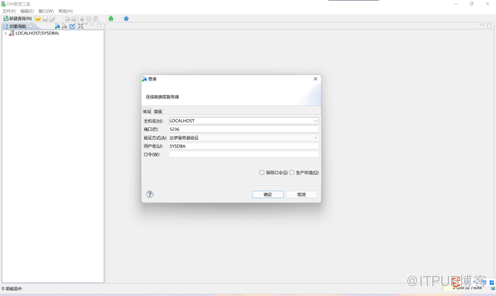 DM管理工具
文件(F) 编辑(E) 窗口(W) 帮助(H)
新建查询(N)
对象导航
LOCALHOST(SYSDBA)
登录
连接数据库服务器
常规 高级
主机名(S): LOCALHOST
端口(P): 5236
验证方式(A): 达梦服务器验证
用户名(U): SYSDBA
口令(W):
保存口令(S) 生产环境(O)
确定 取消
0 项被选中
@ITPUB博客